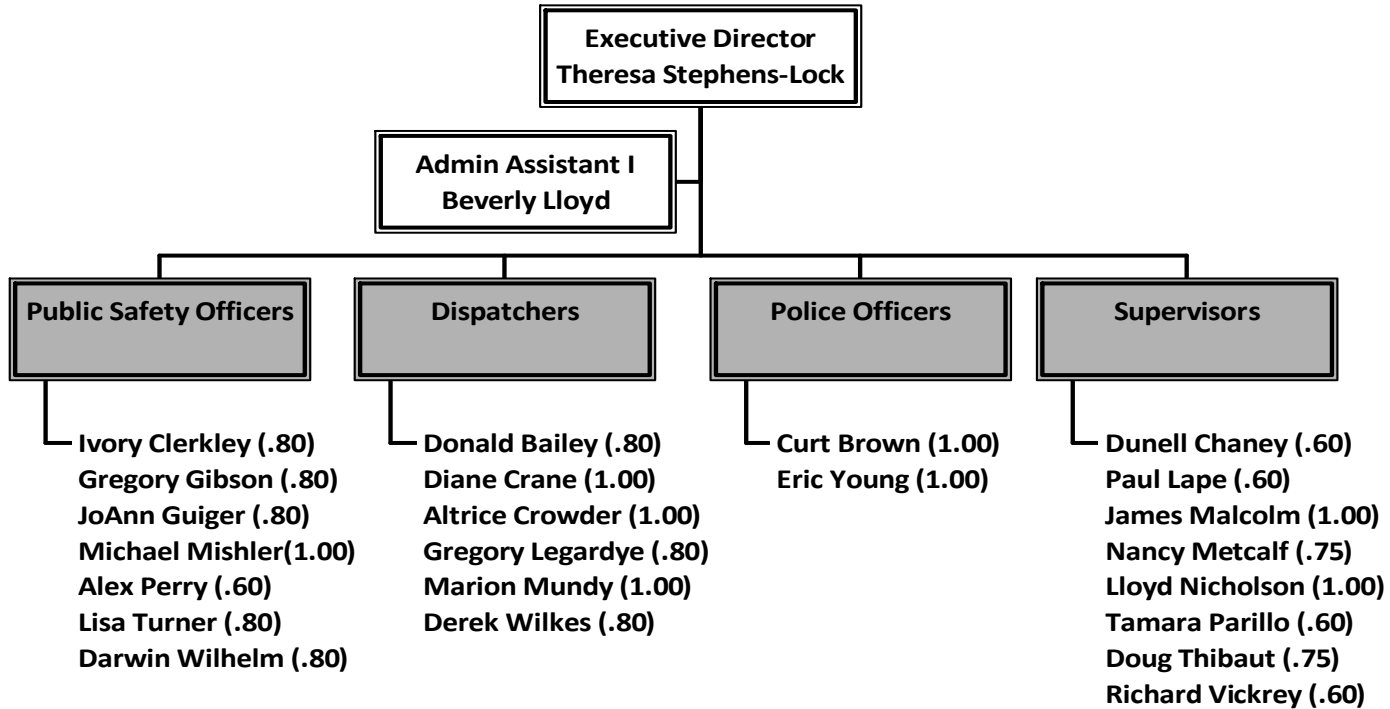 Executive Director
Theresa Stephens-Lock
Admin Assistant I
Beverly Lloyd
Public Safety Officers
Ivory Clerkley (.80)
Gregory Gibson (.80)
JoAnn Guiger (.80)
Michael Mishler(1.00)
Alex Perry (.60)
Lisa Turner (.80)
Darwin Wilhelm (.80)
Dispatchers
Donald Bailey (.80)
Diane Crane (1.00)
Altrice Crowder (1.00)
Gregory Legardye (.80)
Marion Mundy (1.00)
Derek Wilkes (.80)
Police Officers
Curt Brown (1.00)
Eric Young (1.00)
Supervisors
Dunell Chaney (.60)
Paul Lape (.60)
James Malcolm (1.00)
Nancy Metcalf (.75)
Lloyd Nicholson (1.00)
Tamara Parillo (.60)
Doug Thibaut (.75)
Richard Vickrey (.60)